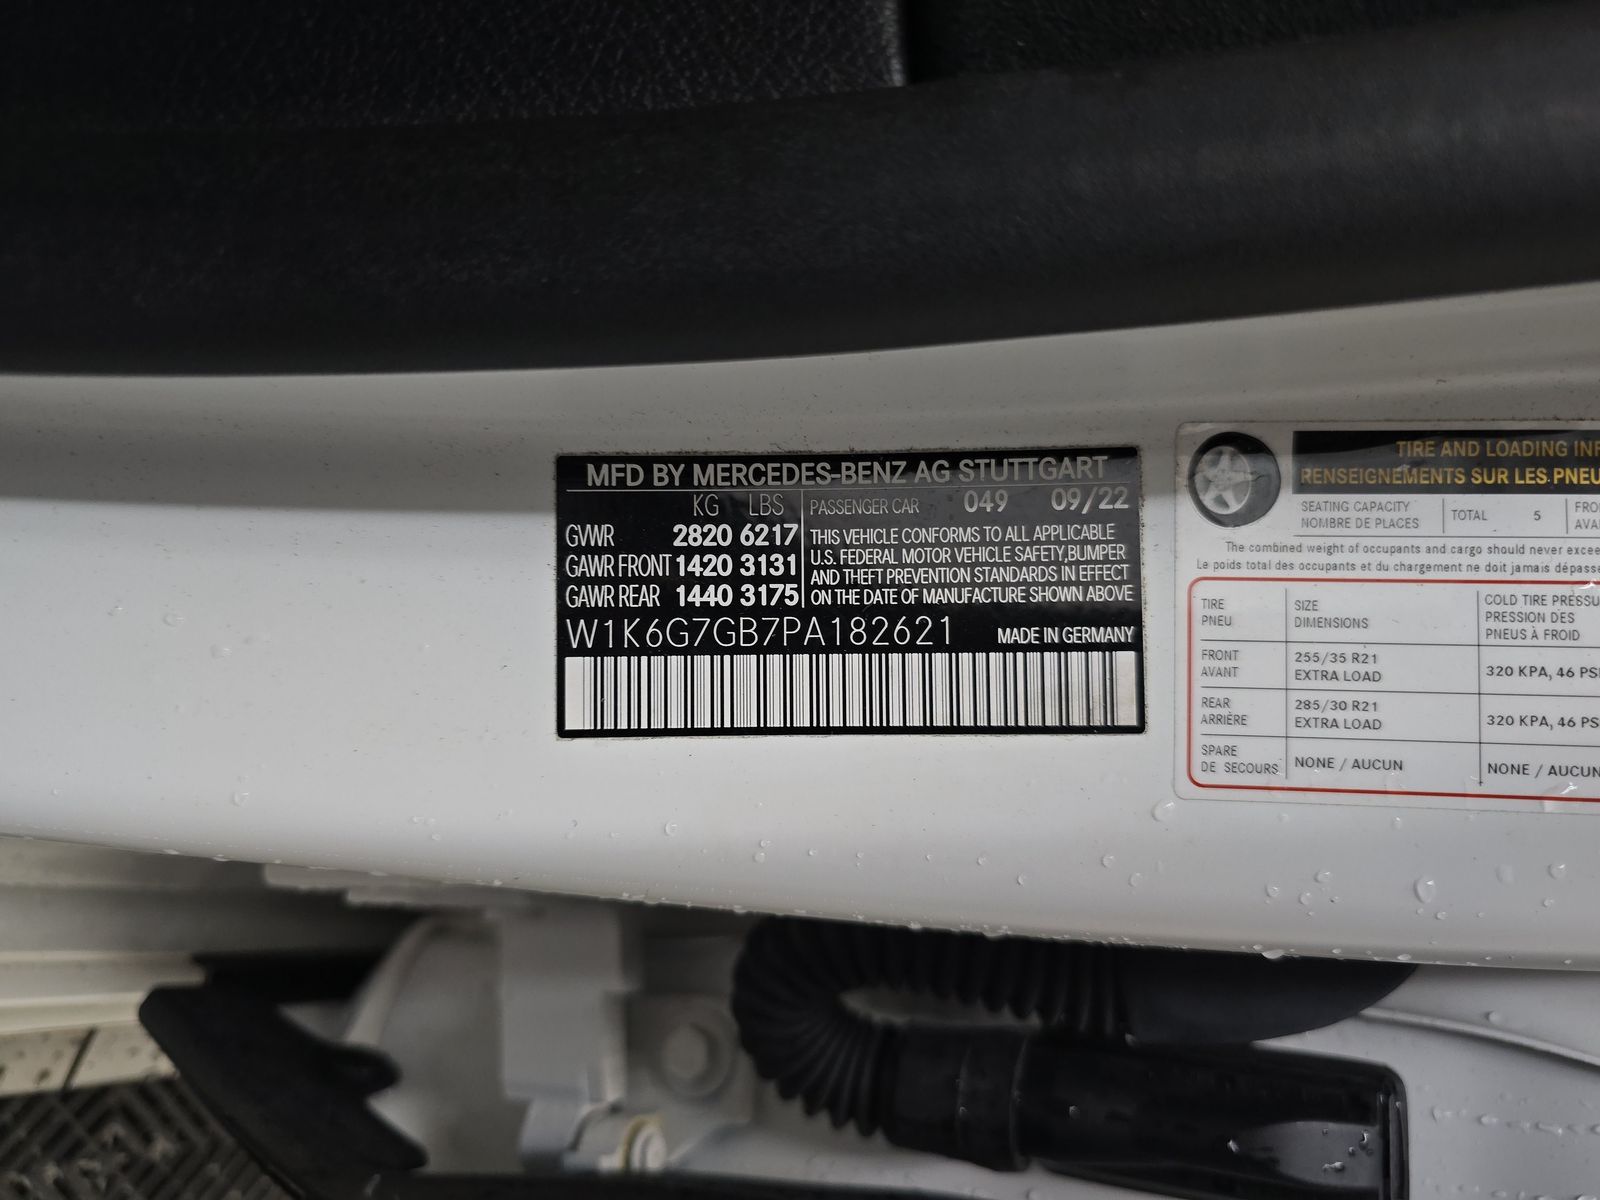 MFD BY MERCEDES-BENZ AG STUTTGART
KG LBS
GVWR 2820 6217
GAWR FRONT 1420 3131
GAWR REAR 1440 3175
PASSENGER CAR 049 09/22
THIS VEHICLE CONFORMS TO ALL APPLICABLE
U.S. FEDERAL MOTOR VEHICLE SAFETY,BUMPER
AND THEFT PREVENTION STANDARDS IN EFFECT
ON THE DATE OF MANUFACTURE SHOWN ABOVE
W1K6G7GB7PA182621 MADE IN GERMANY
TIRE AND LOADING INF
RENSEIGNEMENTS SUR LES PNEU
SEATING CAPACITY
NOMBRE DE PLACES
TOTAL 5
FRO
AVA
The combined weight of occupants and cargo should never excee
Le poids total des occupants et du chargement ne doit jamais dépasse
TIRE
PNEU
SIZE
DIMENSIONS
COLD TIRE PRESSU
PRESSION DES
PNEUS À FROID
FRONT
AVANT
255/35 R21
EXTRA LOAD
320 KPA, 46 PSI
REAR
ARRIÈRE
285/30 R21
EXTRA LOAD
320 KPA, 46 PS
SPARE
DE SECOURS
NONE / AUCUN
NONE / AUCUN